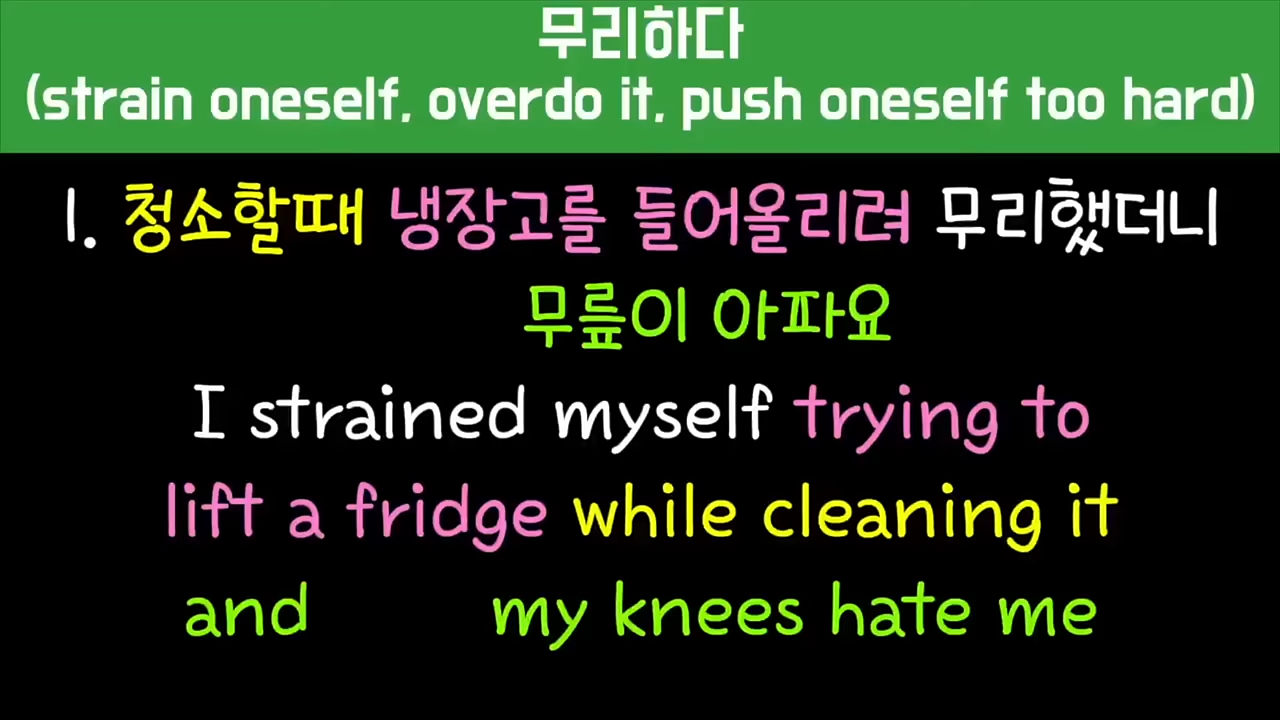 무리하다
(strain oneself, overdo it, push oneself too hard)
1. 청소할때 냉장고를 들어올리려 무리했더니
무릎이 아파요
I strained myself trying to
lift a fridge while cleaning it
and my knees hate me